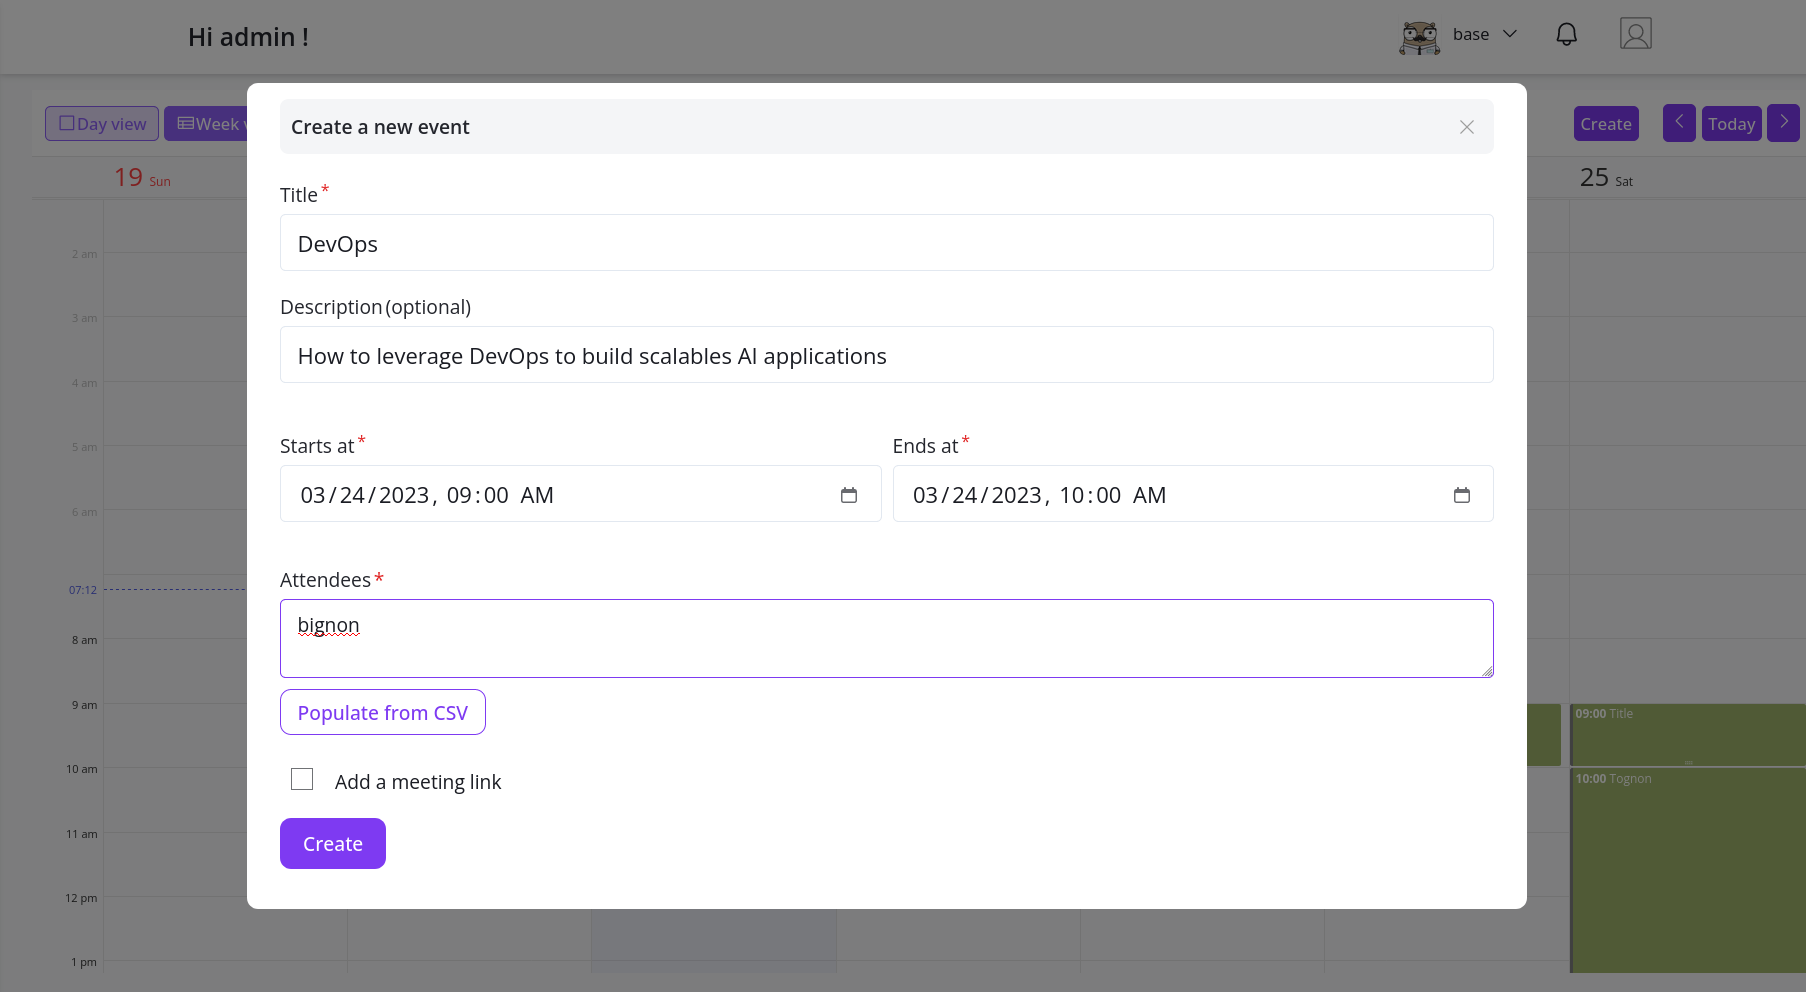 Hi admin !
base
Day view
Week
Create
Today
19 Sun
25 Sat
Create a new event
Title*
DevOps
Description (optional)
How to leverage DevOps to build scalables AI applications
Starts at*
Ends at*
03/24/2023, 09:00 AM
03/24/2023, 10:00 AM
Attendees*
bignon
Populate from CSV
Add a meeting link
Create
2 am
3 am
4 am
5 am
6 am
07:12
8 am
9 am
10 am
11 am
12 pm
1 pm
09:00 Title
10:00 Tognon